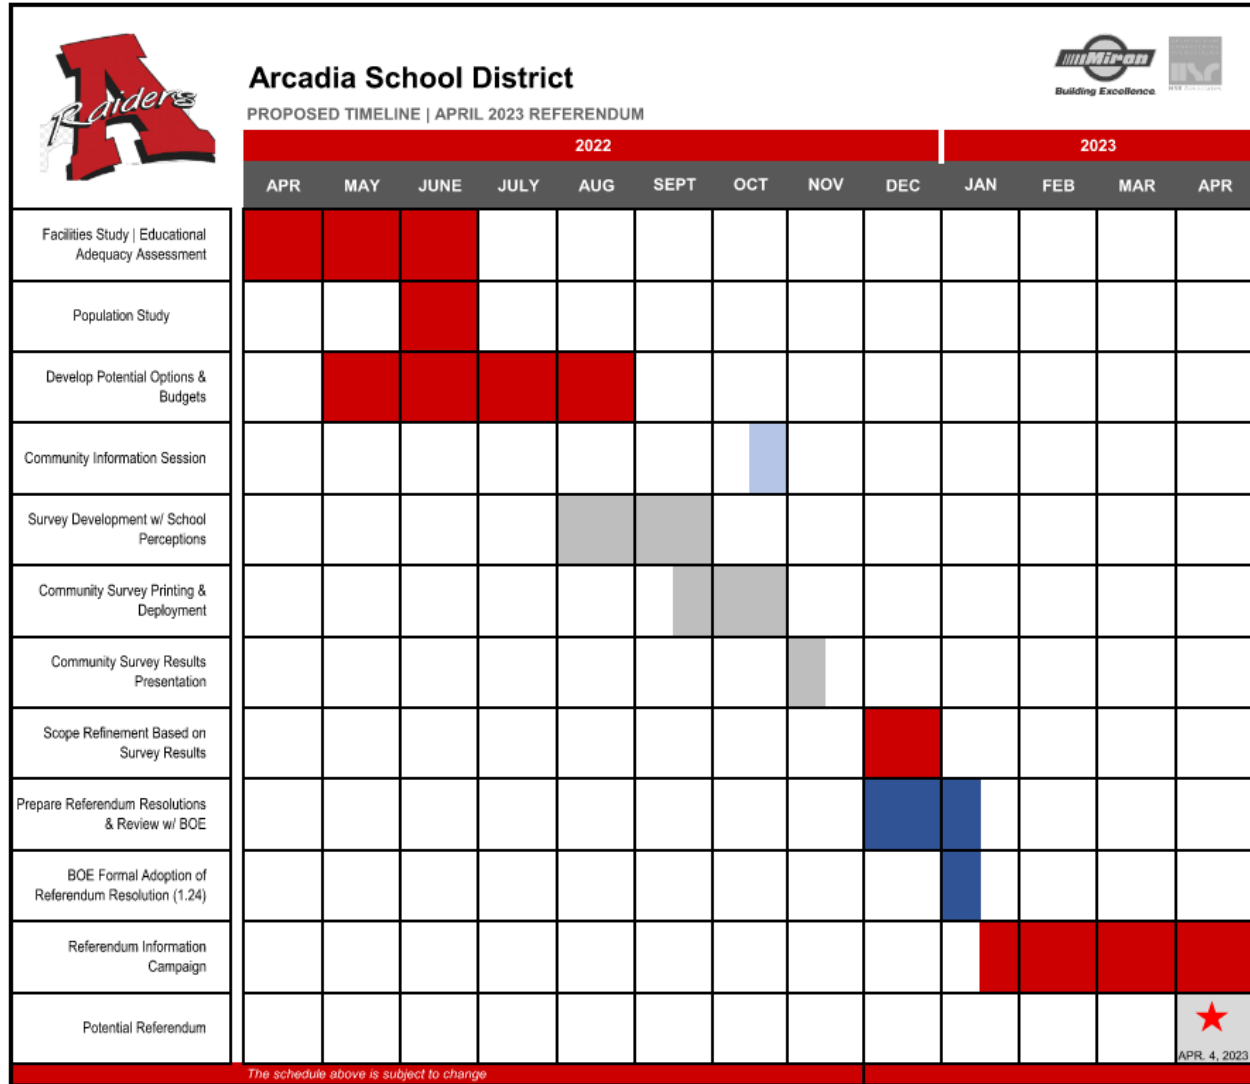 Raiders
Miron
Building Excellence
Arcadia School District
PROPOSED TIMELINE | APRIL 2023 REFERENDUM
2022
2023
APR MAY JUNE JULY AUG SEPT OCT NOV DEC JAN FEB MAR APR
Facilities Study | Educational
Adequacy Assessment
Population Study
Develop Potential Options &
Budgets
Community Information Session
Survey Development w/ School
Perceptions
Community Survey Printing &
Deployment
Community Survey Results
Presentation
Scope Refinement Based on
Survey Results
Prepare Referendum Resolutions
& Review w/ BOE
BOE Formal Adoption of
Referendum Resolution (1.24)
Referendum Information
Campaign
Potential Referendum
APR. 4, 2023
The schedule above is subject to change